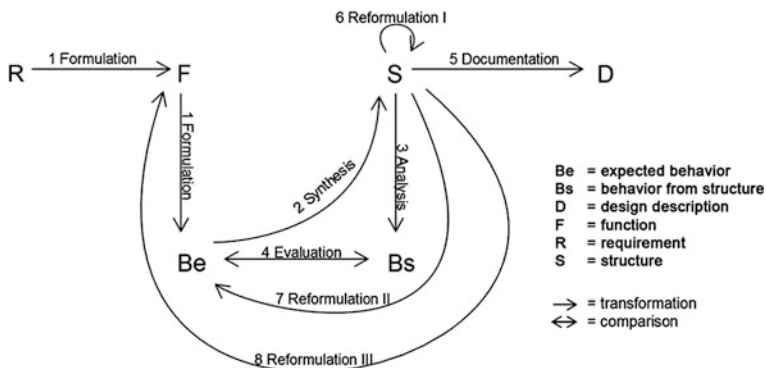 6 Reformulation I
R 1 Formulation F S 5 Documentation D
1 Formulation
2 Synthesis
3 Analysis
Be 4 Evaluation Bs
7 Reformulation II
8 Reformulation III
Be = expected behavior
Bs = behavior from structure
D = design description
F = function
R = requirement
S = structure
= transformation
= comparison